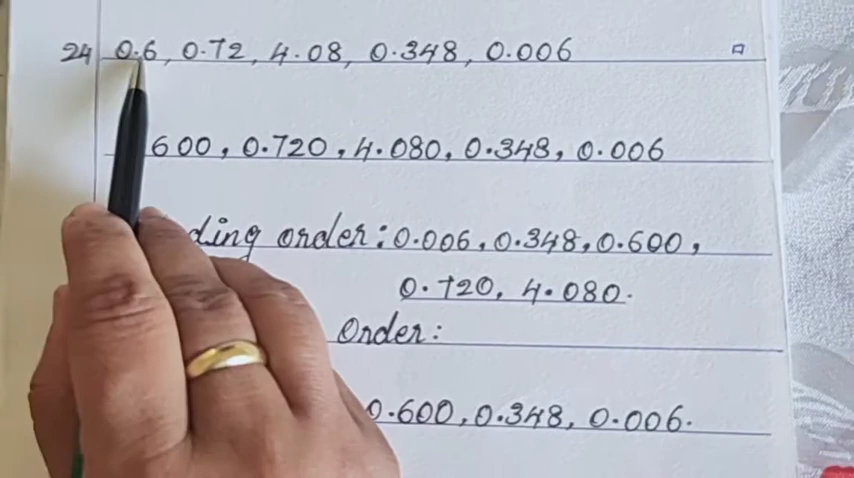 24 0.6, 0.72, 4.08, 0.348, 0.006
600, 0.720, 4.080, 0.348, 0.006
ding order: 0.006, 0.348, 0.600,
0.720, 4.080.
Order:
0.600, 0.348, 0.006.